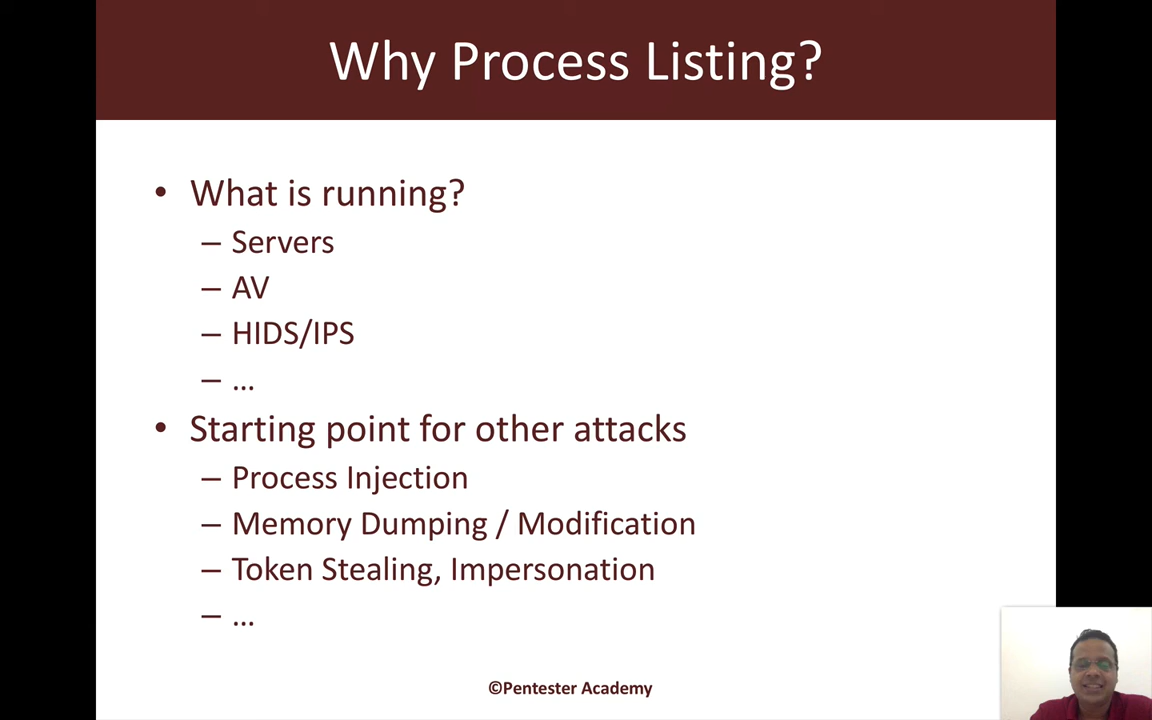 Why Process Listing?
• What is running?
– Servers
– AV
– HIDS/IPS
– ...
• Starting point for other attacks
– Process Injection
– Memory Dumping / Modification
– Token Stealing, Impersonation
– ...
©Pentester Academy